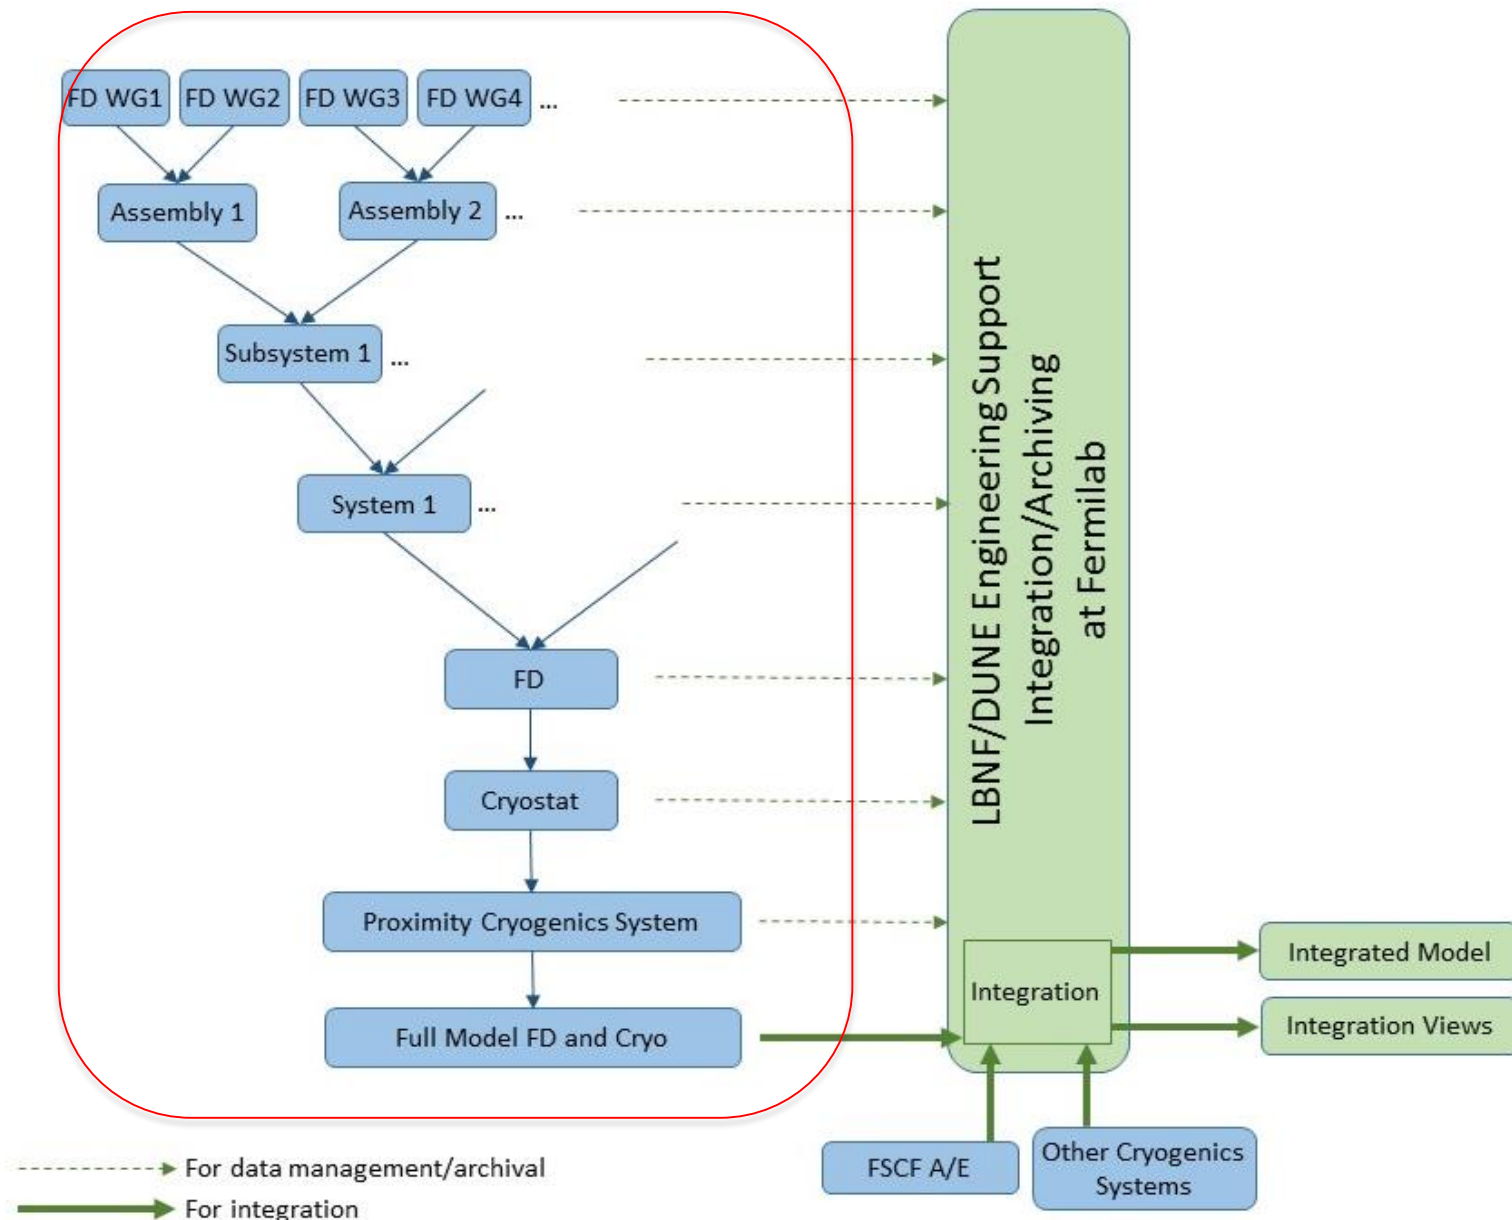 FD WG1 FD WG2 FD WG3 FD WG4 ...
Assembly 1 Assembly 2 ...
Subsystem 1 ...
System 1 ...
FD
Cryostat
Proximity Cryogenics System
Full Model FD and Cryo
LBNF/DUNE Engineering Support
Integration/Archiving
at Fermilab
Integration
Integrated Model
Integration Views
FSCF A/E
Other Cryogenics
Systems
For data management/archival
For integration